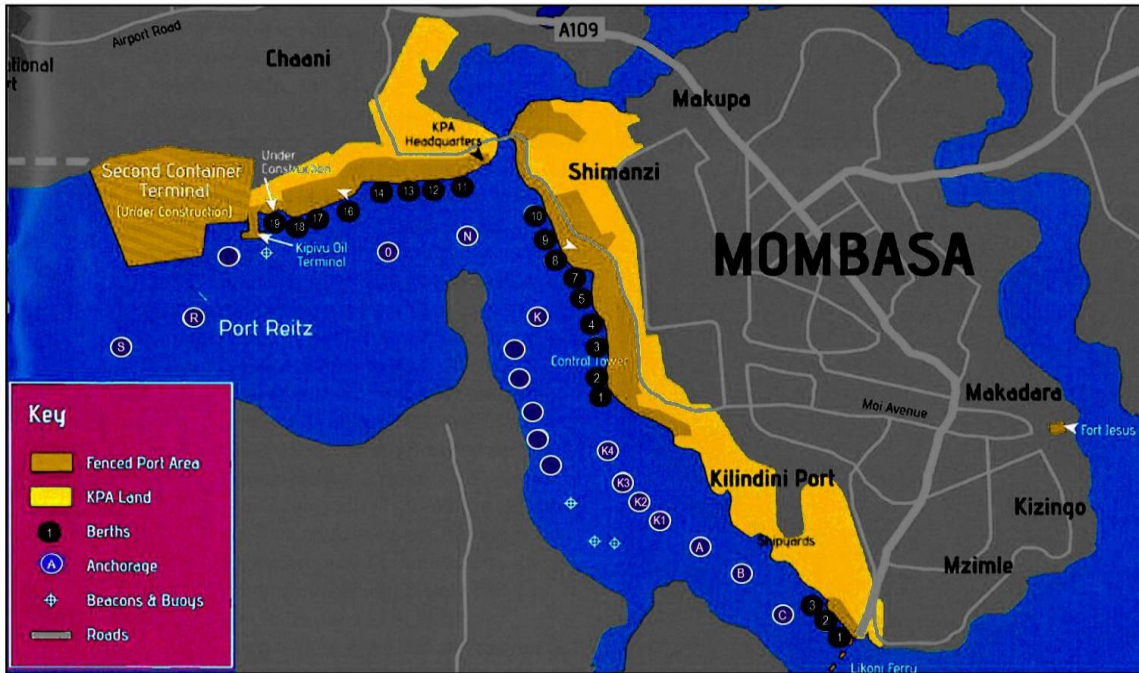 Airport Road
A109
Chaani
Makupa
KPA
Headquarters
Under
Construction
Shimanzi
Second Container
Terminal
(Under Construction)
14
13
12
11
16
17
18
19
10
9
8
7
5
4
3
2
1
Kipivu Oil
Terminal
O
N
K
R
S
MOMBASA
Port Reitz
Control Tower
Moi Avenue
Makadara
Fort Jesus
K4
K3
K2
K1
A
B
C
Kilindini Port
Kizingo
Shipyards
Mzimle
3
2
1
Likoni Ferry
Key
Fenced Port Area
KPA Land
1
Berths
A
Anchorage
Beacons & Buoys
Roads